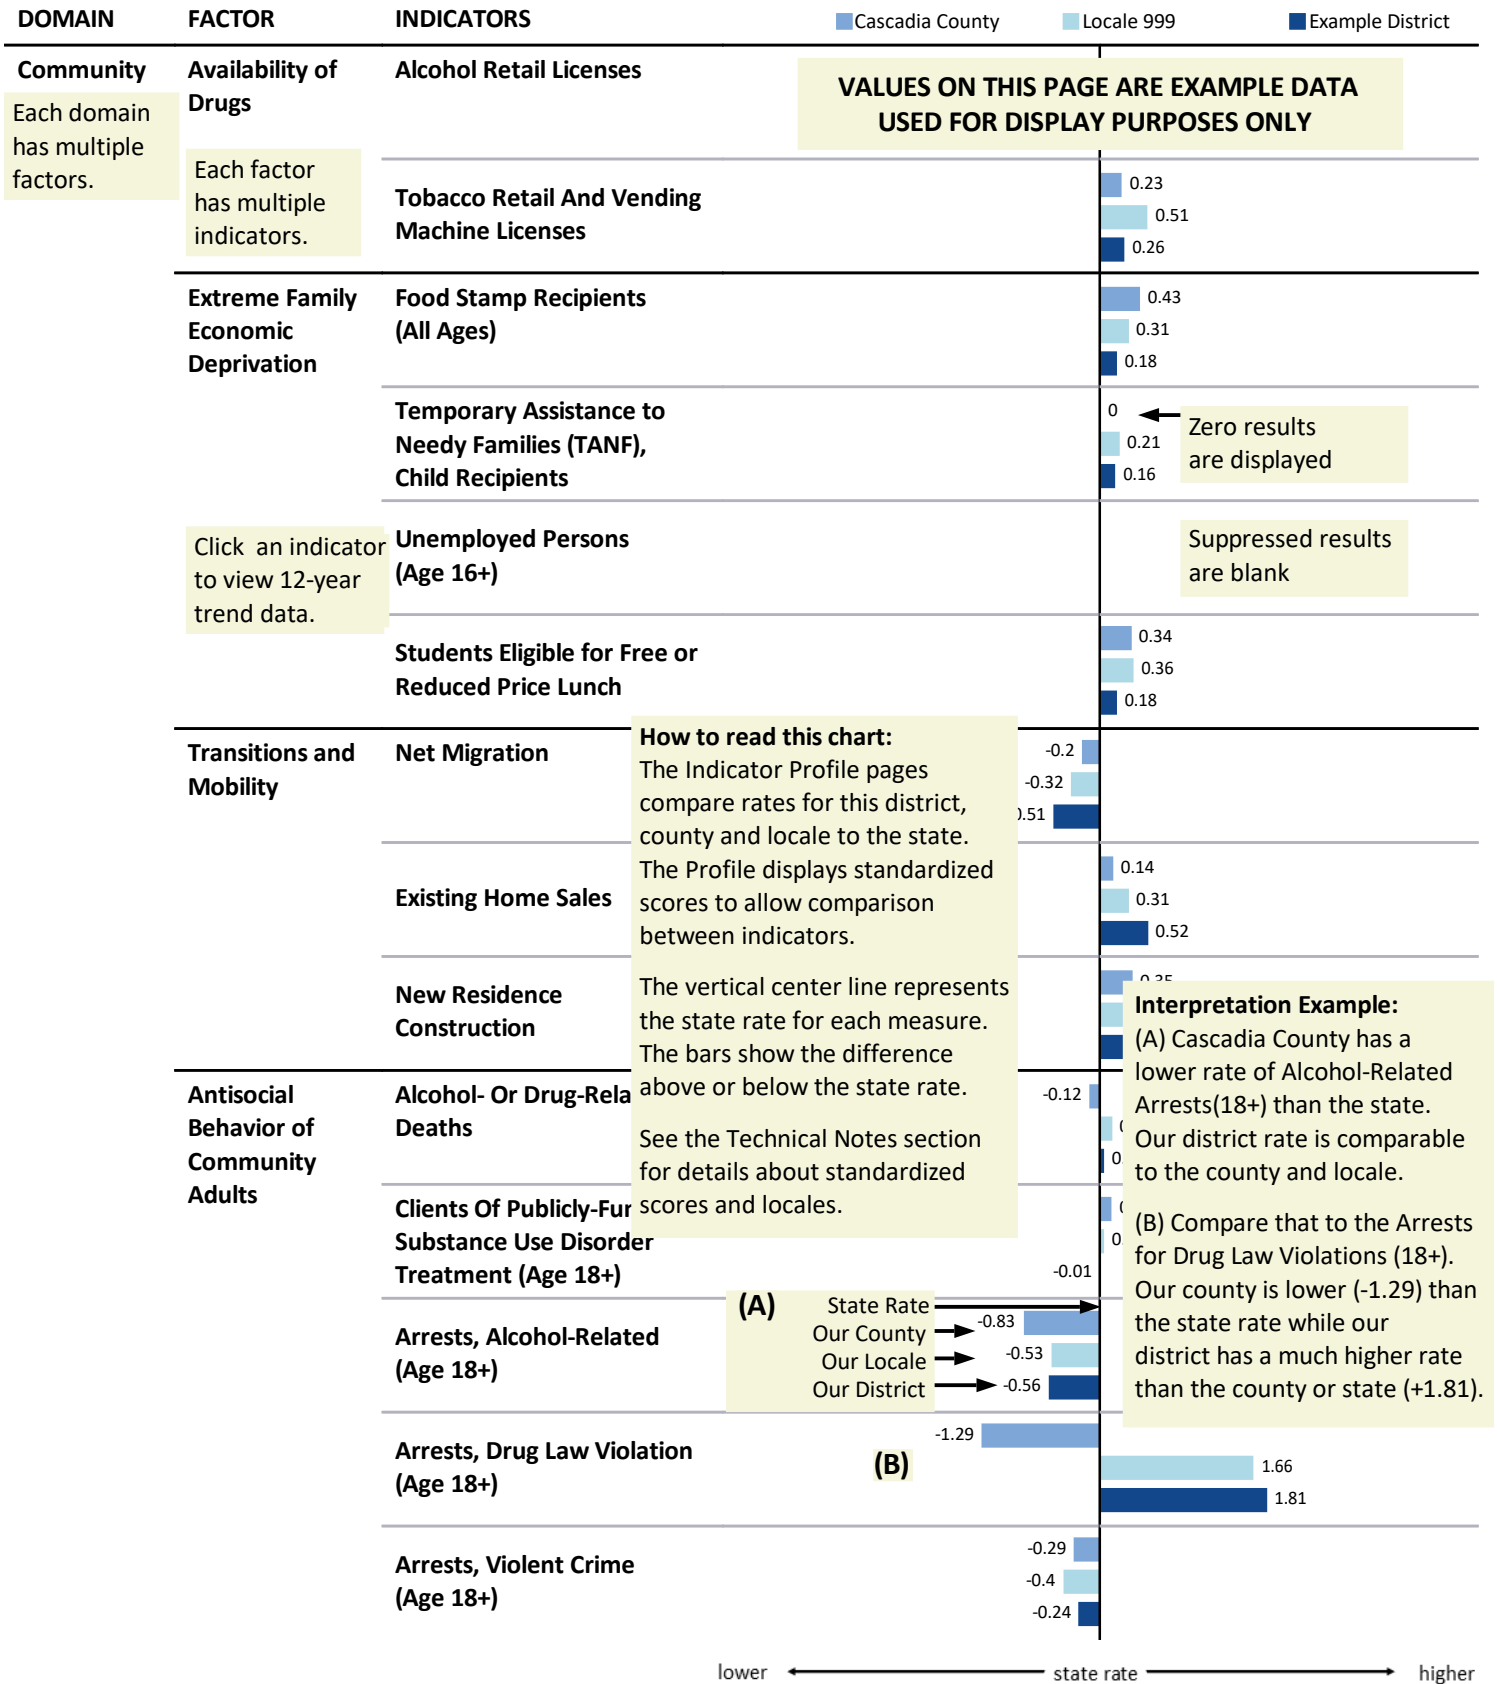 DOMAIN FACTOR INDICATORS Cascadia County Locale 999 Example District
Community
Each domain
has multiple
factors.
Availability of
Drugs
Each factor
has multiple
indicators.
Alcohol Retail Licenses
VALUES ON THIS PAGE ARE EXAMPLE DATA
USED FOR DISPLAY PURPOSES ONLY
Tobacco Retail And Vending
Machine Licenses
0.23
0.51
0.26
Extreme Family
Economic
Deprivation
Food Stamp Recipients
(All Ages)
0.43
0.31
0.18
Temporary Assistance to
Needy Families (TANF),
Child Recipients
0
0.21
0.16
Zero results
are displayed
Click an indicator
to view 12-year
trend data.
Unemployed Persons
(Age 16+)
Suppressed results
are blank
Students Eligible for Free or
Reduced Price Lunch
0.34
0.36
0.18
Transitions and
Mobility
Net Migration
-0.2
-0.32
.51
How to read this chart:
The Indicator Profile pages
compare rates for this district,
county and locale to the state.
The Profile displays standardized
scores to allow comparison
between indicators.
The vertical center line represents
the state rate for each measure.
The bars show the difference
above or below the state rate.
See the Technical Notes section
for details about standardized
scores and locales.
Existing Home Sales
0.14
0.31
0.52
New Residence
Construction
Interpretation Example:
(A) Cascadia County has a
lower rate of Alcohol-Related
Arrests(18+) than the state.
Our district rate is comparable
to the county and locale.
(B) Compare that to the Arrests
for Drug Law Violations (18+).
Our county is lower (-1.29) than
the state rate while our
district has a much higher rate
than the county or state (+1.81).
Antisocial
Behavior of
Community
Adults
Alcohol- Or Drug-Rela
Deaths
-0.12
0.
Clients Of Publicly-Fur
Substance Use Disorder
Treatment (Age 18+)
0.
-0.01
Arrests, Alcohol-Related
(Age 18+)
(A)
State Rate
Our County
Our Locale
Our District
-0.83
-0.53
-0.56
Arrests, Drug Law Violation
(Age 18+)
(B)
-1.29
1.66
1.81
Arrests, Violent Crime
(Age 18+)
-0.29
-0.4
-0.24
lower state rate higher